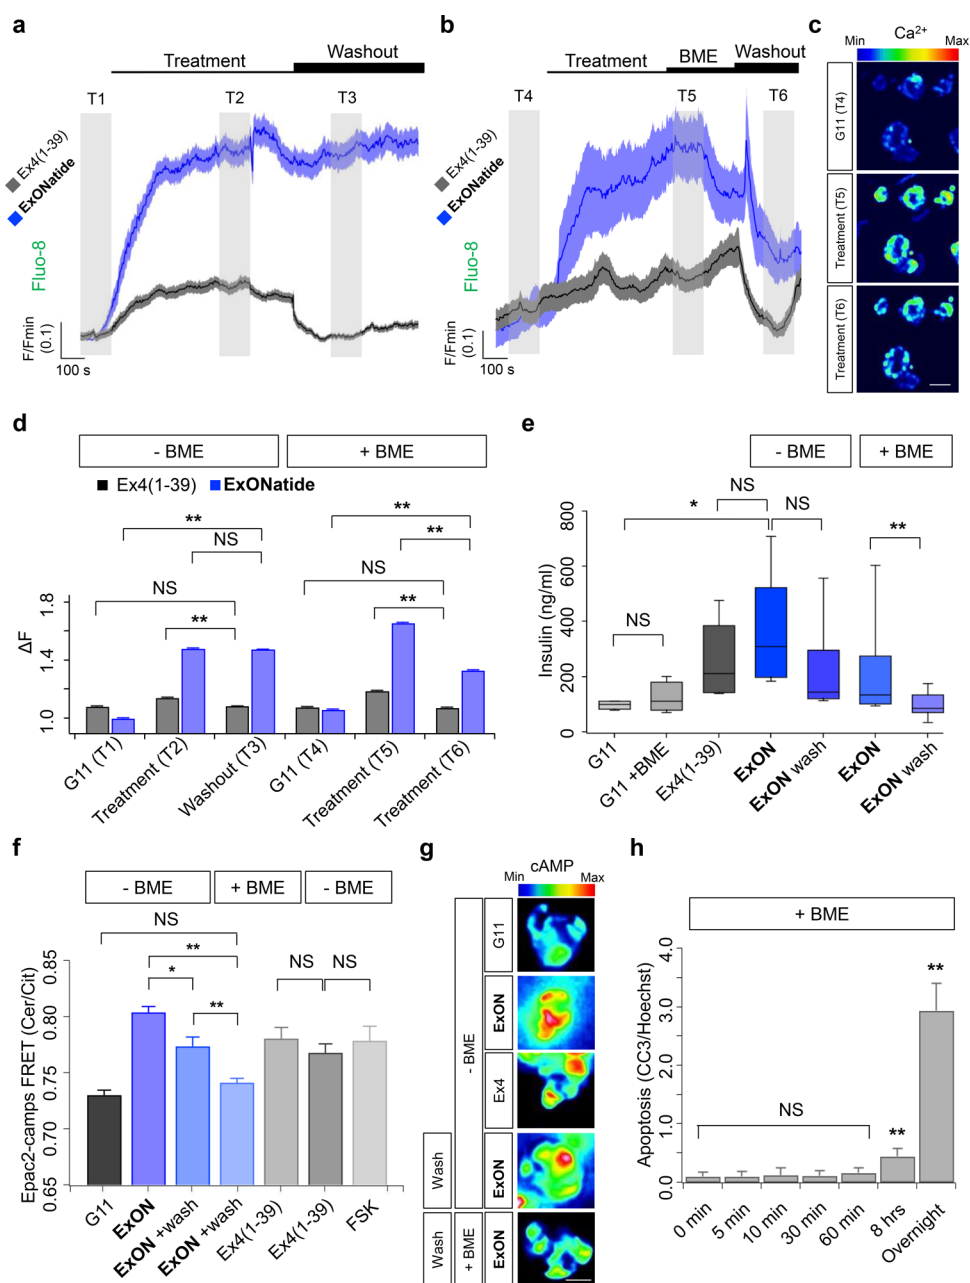 a
Treatment
Washout
T1
T2
T3
Ex4(1-39)
ExONatide
Fluo-8
F/Fmin
(0.1)
100 s
b
Treatment
BME
Washout
T4
T5
T6
Ex4(1-39)
ExONatide
Fluo-8
F/Fmin
(0.1)
100 s
c
Ca²⁺
Min
Max
G11 (T4)
Treatment (T5)
Treatment (T6)
d
- BME
+ BME
Ex4(1-39)
ExONatide
**
NS
NS
**
**
**
NS
**
ΔF
1.8
1.4
1.0
G11 (T1)
Treatment (T2)
Washout (T3)
G11 (T4)
Treatment (T5)
Treatment (T6)
e
- BME
+ BME
NS
*
NS
**
NS
Insulin (ng/ml)
800
600
400
200
0
G11
G11 +BME
Ex4(1-39)
ExON
ExON wash
ExON
ExON wash
f
- BME
+ BME
- BME
NS
**
*
**
NS
NS
Epac2-camps FRET (Cer/Cit)
0.85
0.80
0.75
0.70
0.65
G11
ExON
ExON +wash
ExON +wash
Ex4(1-39)
Ex4(1-39)
FSK
g
cAMP
Min
Max
- BME
G11
ExON
Ex4
Wash
ExON
Wash
+ BME
ExON
h
+ BME
Apoptosis (CC3/Hoechst)
4.0
3.0
2.0
1.0
0.0
NS
**
**
0 min
5 min
10 min
30 min
60 min
8 hrs
Overnight